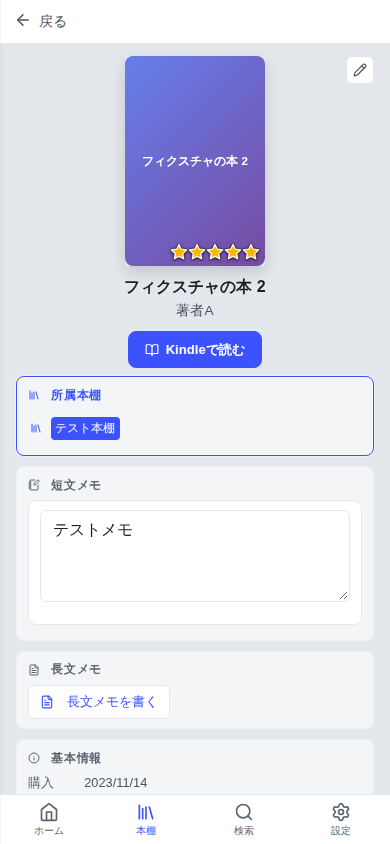 戻る
フィクスチャの本 2
フィクスチャの本 2
著者A
Kindleで読む
所属本棚
テスト本棚
短文メモ
テストメモ
長文メモ
長文メモを書く
基本情報
購入 2023/11/14
ホーム 本棚 検索 設定